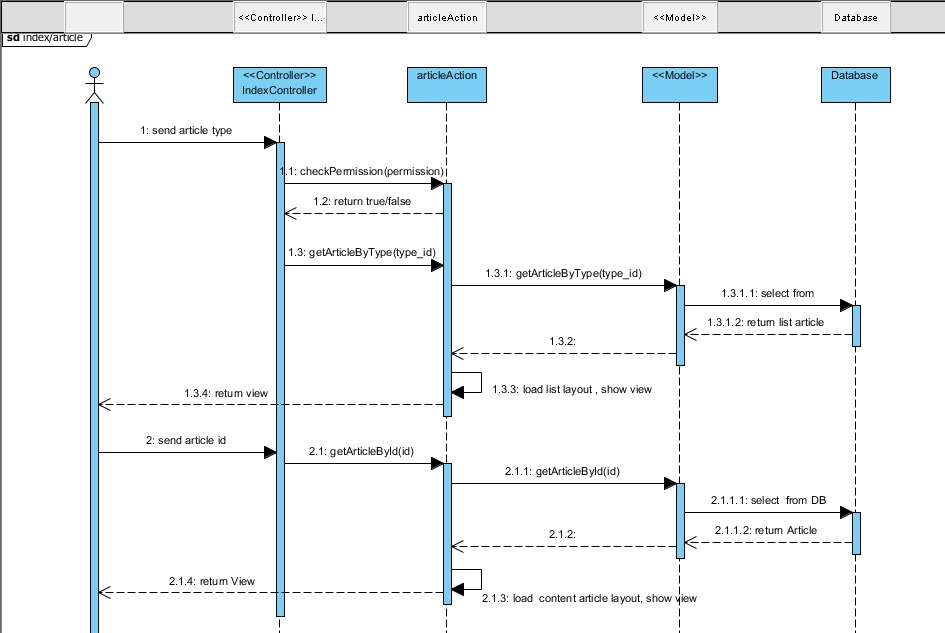 <<Controller>> I...
articleAction
<<Model>>
Database
sd index/article
<<Controller>>
IndexController
articleAction
<<Model>>
Database
1: send article type
1.1: checkPermission(permission)
1.2: return true/false
1.3: getArticleByType(type_id)
1.3.1: getArticleByType(type_id)
1.3.1.1: select from
1.3.1.2: return list article
1.3.2:
1.3.3: load list layout , show view
1.3.4: return view
2: send article id
2.1: getArticleById(id)
2.1.1: getArticleById(id)
2.1.1.1: select  from DB
2.1.1.2: return Article
2.1.2:
2.1.4: return View
2.1.3: load  content article layout, show view